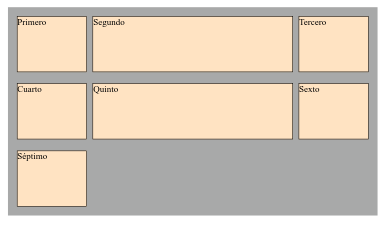 Primero
Segundo
Tercero
Cuarto
Quinto
Sexto
Séptimo